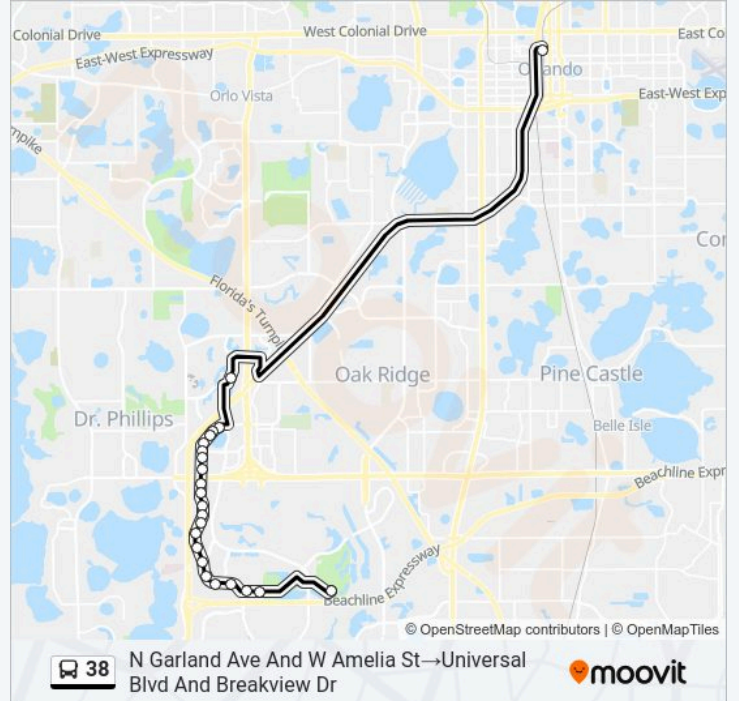 Colonial Drive
West Colonial Drive
East Co
East-West Expressway
Orlando
Orlo Vista
East-West Exp
npike
Cor
Florida's Turnpi
Oak Ridge
Pine Castle
Dr. Phillips
Belle Isle
Beachline Expr
Beachline Expressway
© OpenStreetMap contributors | © OpenMapTiles
38
N Garland Ave And W Amelia St→Universal
Blvd And Breakview Dr
moovit